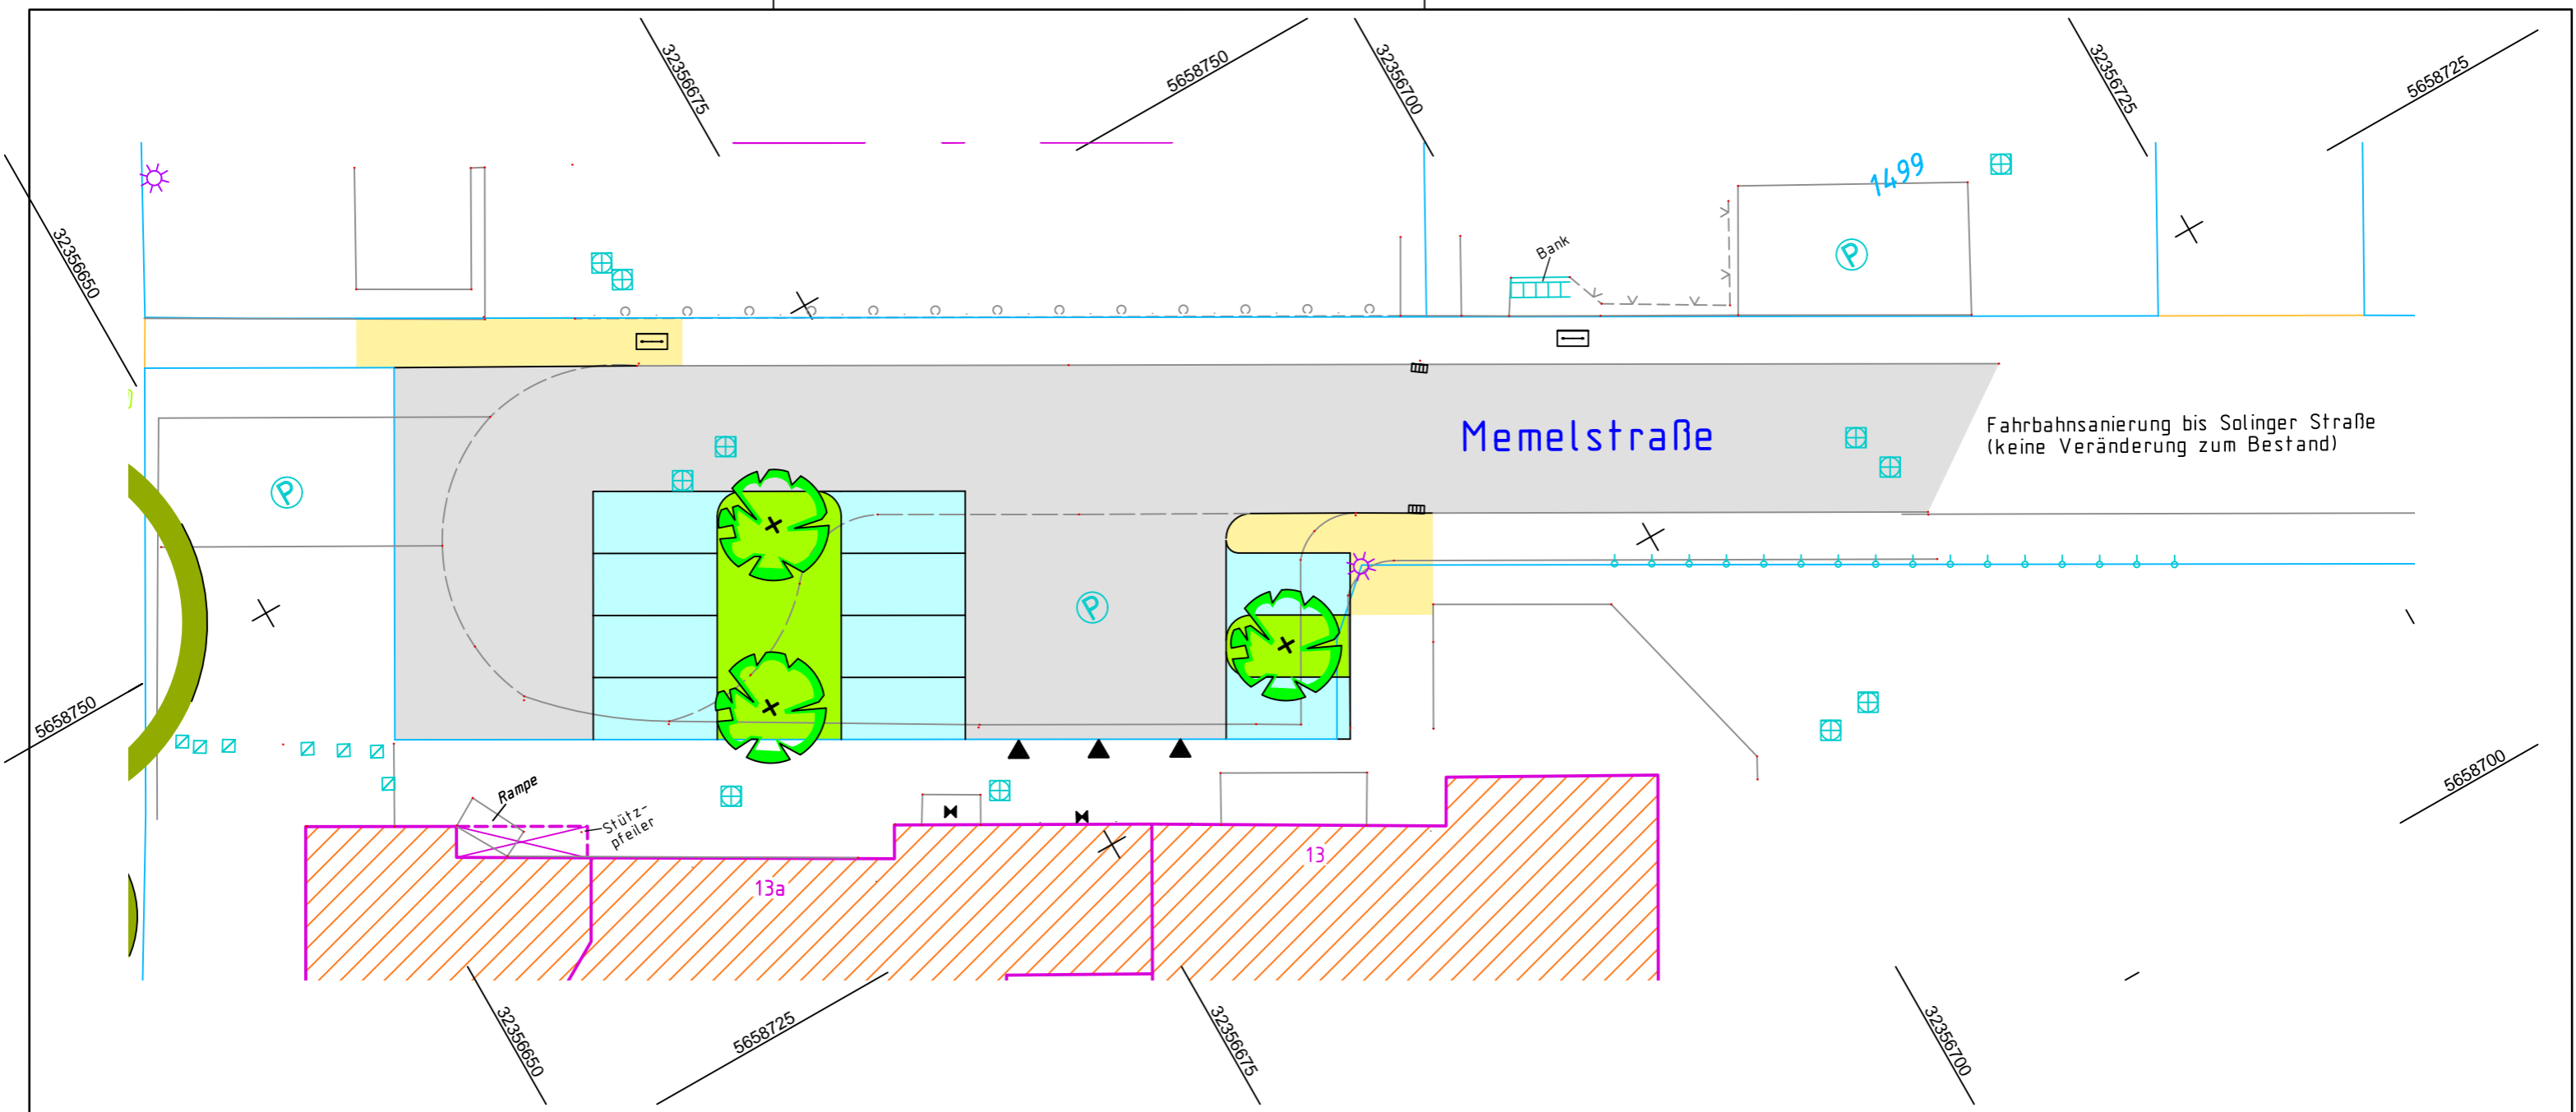 32356675
5658750
32356700
32356725
5658725
1499
32356650
Bank
P
Memelstraße
Fahrbahnsanierung bis Solinger Straße
(keine Veränderung zum Bestand)
P
P
5658750
Rampe
Stütz-
pfeiler
13a
13
5658700
32356650
5658725
32356675
32356700